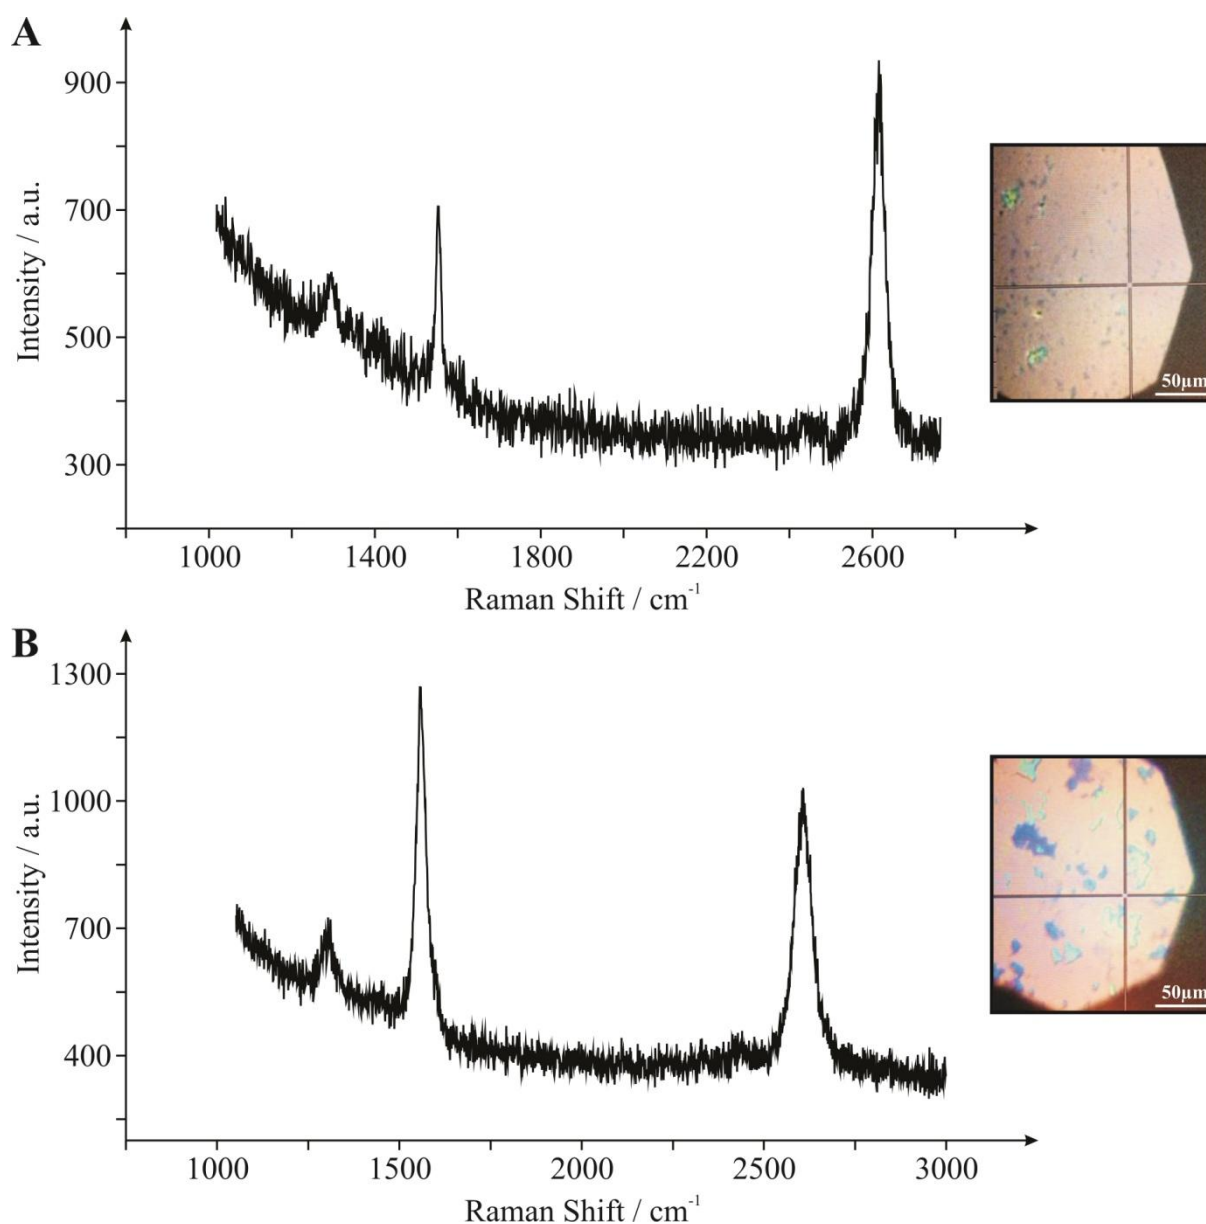 A
900
700
500
300
Intensity / a.u.
1000 1400 1800 2200 2600
Raman Shift / cm-1
50µm
B
1300
1000
700
400
Intensity / a.u.
1000 1500 2000 2500 3000
Raman Shift / cm-1
50µm